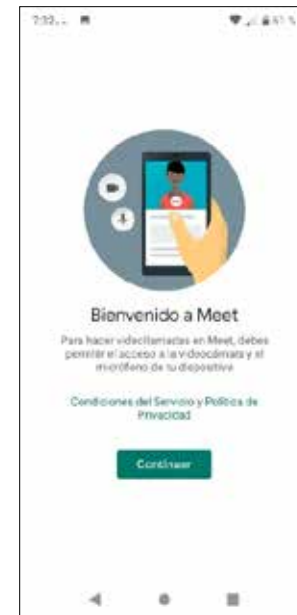 Bienvenido a Meet
Para hacer videollamadas en Meet, debes
permitir el acceso a la videocámara y el
micrófono de tu dispositivo
Condiciones del Servicio y Política de
Privacidad
Continuar